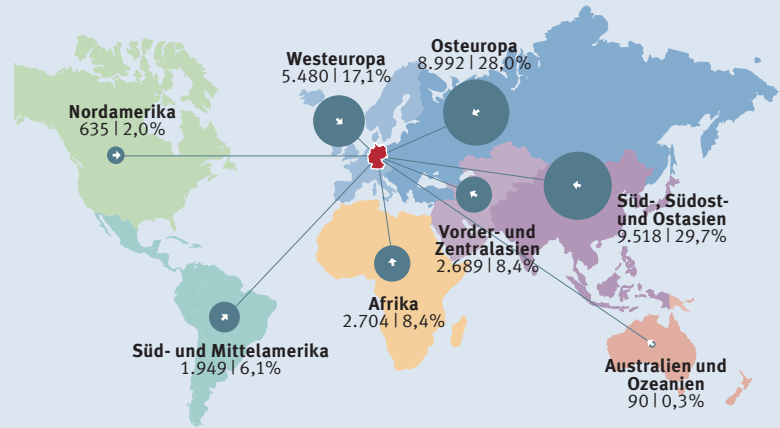 Westeuropa
5.480 | 17,1%
Osteuropa
8.992 | 28,0%
Nordamerika
635 | 2,0%
Süd-, Südost-
und Ostasien
9.518 | 29,7%
Vorder- und
Zentralasien
2.689 | 8,4%
Afrika
2.704 | 8,4%
Süd- und Mittelamerika
1.949 | 6,1%
Australien und
Ozeanien
90 | 0,3%